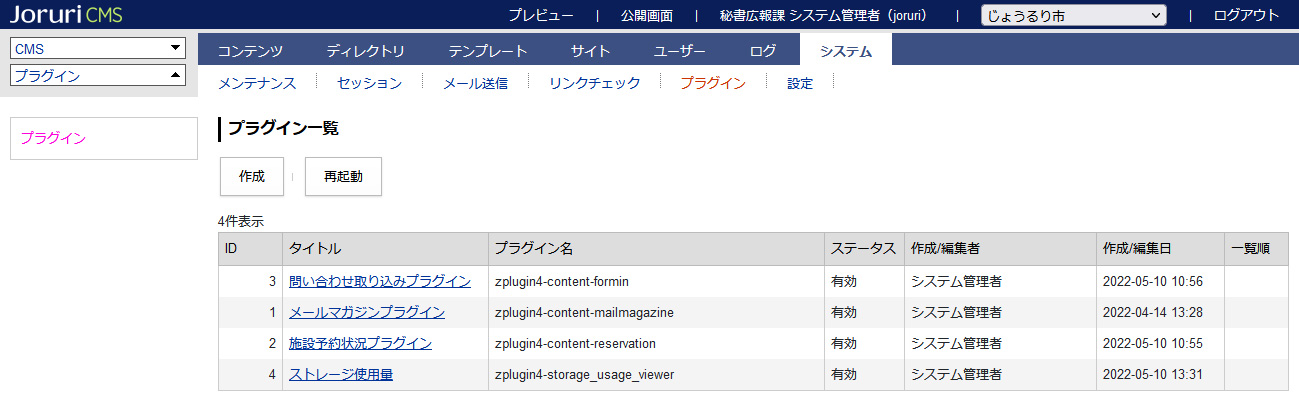 Joruri CMS
プレビュー | 公開画面 | 秘書広報課 システム管理者（joruri） | じょうるり市 | ログアウト
CMS
プラグイン
コンテンツ ディレクトリ テンプレート サイト ユーザー ログ システム
メンテナンス セッション メール送信 リンクチェック プラグイン 設定
プラグイン
プラグイン一覧
作成 再起動
4件表示
ID タイトル プラグイン名 ステータス 作成/編集者 作成/編集日 一覧順
3 問い合わせ取り込みプラグイン zplugin4-content-formin 有効 システム管理者 2022-05-10 10:56
1 メールマガジンプラグイン zplugin4-content-mailmagazine 有効 システム管理者 2022-04-14 13:28
2 施設予約状況プラグイン zplugin4-content-reservation 有効 システム管理者 2022-05-10 10:55
4 ストレージ使用量 zplugin4-storage_usage_viewer 有効 システム管理者 2022-05-10 13:31